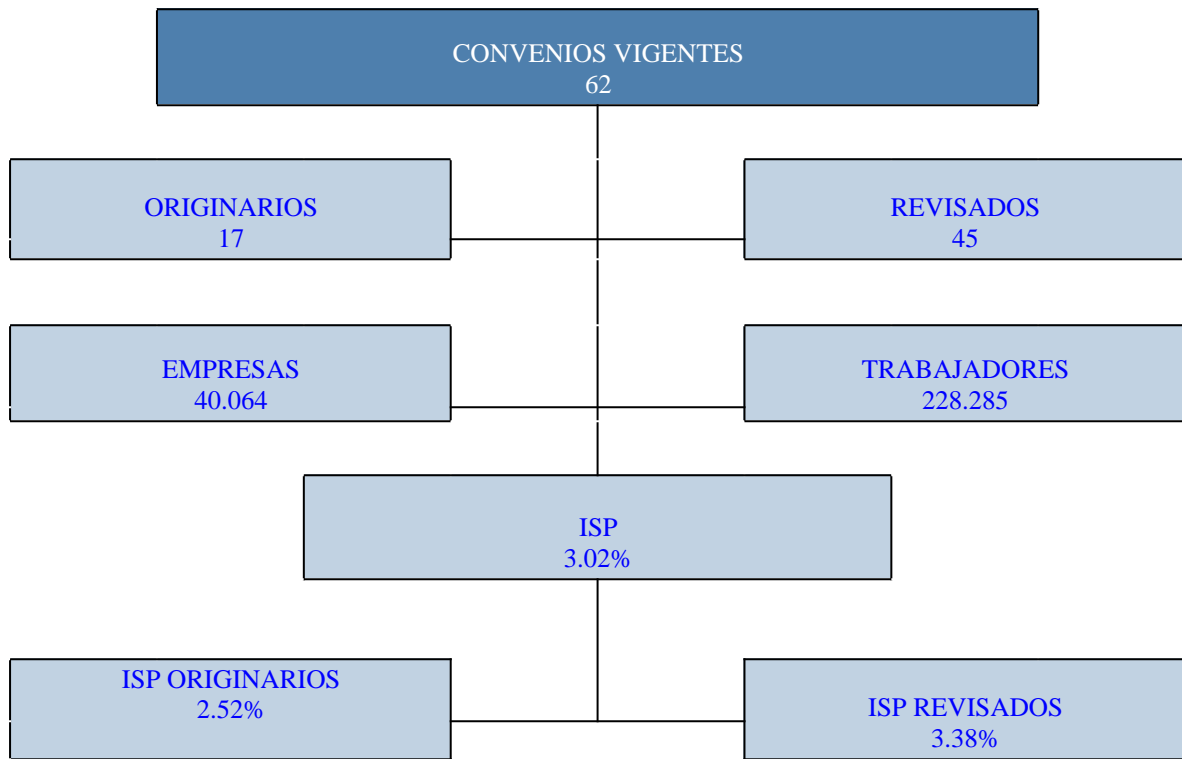 CONVENIOS VIGENTES
62
ORIGINARIOS
17
REVISADOS
45
EMPRESAS
40.064
TRABAJADORES
228.285
ISP
3.02%
ISP ORIGINARIOS
2.52%
ISP REVISADOS
3.38%